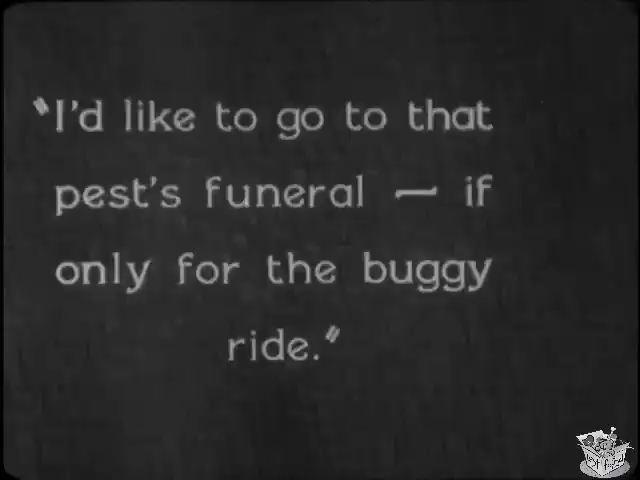 "I'd like to go to that
pest's funeral — if
only for the buggy
ride."